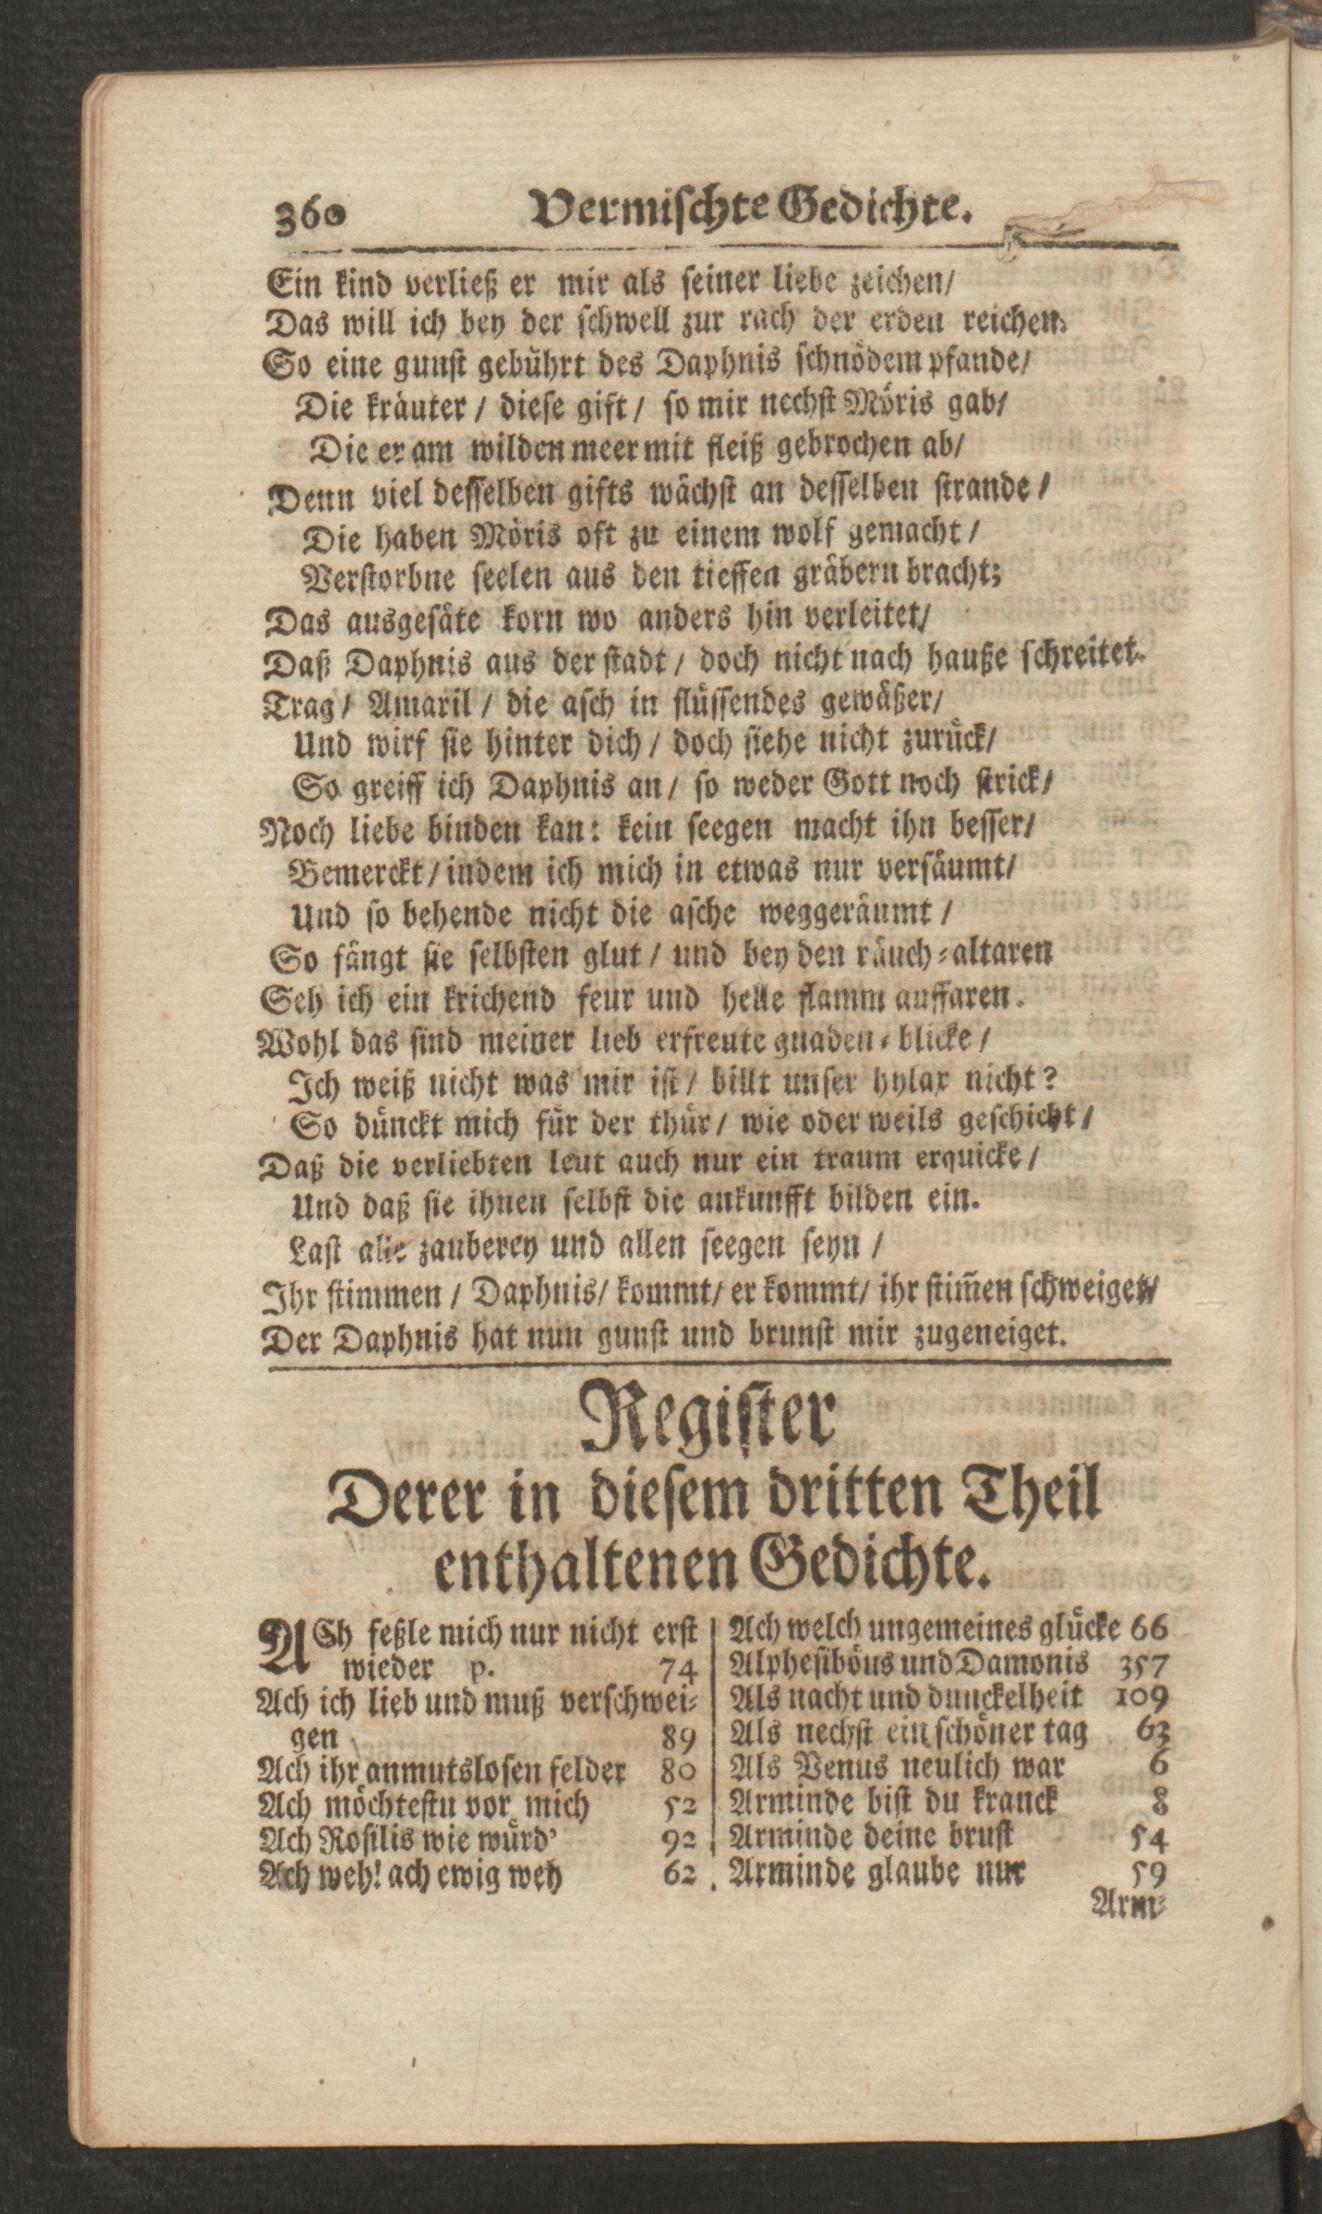 360 Vermischte Gedichte.
Ein kind verließ er mir als seiner liebe zeichen/
Das will ich bey der schwell zur rach der erden reichen.
So eine gunst gebührt des Daphnis schnödem pfande/
Die kräuter / diese gift / so mir nechst Möris gab/
Die er am wilden meer mit fleiß gebrochen ab/
Denn viel desselben gifts wächst an desselben strande /
Die haben Möris oft zu einem wolf gemacht /
Verstorbne seelen aus den tieffen gräbern bracht;
Das ausgesäte korn wo anders hin verleitet/
Daß Daphnis aus der stadt / doch nicht nach hauße schreitet.
Trag / Amaril / die asch in flüssendes gewäßer/
Und wirf sie hinter dich / doch siehe nicht zurück/
So greiff ich Daphnis an / so weder Gott noch strick/
Noch liebe binden kan: kein seegen macht ihn besser/
Bemerckt / indem ich mich in etwas nur versäumt/
Und so behende nicht die asche weggeräumt /
So fängt sie selbsten glut / und bey den räuch-altaren
Seh ich ein krichend feur und helle flamm auffaren.
Wohl das sind meiner lieb erfreute gnaden-blicke /
Ich weiß nicht was mir ist / billt unser hylax nicht?
So dünckt mich für der thür / wie oder weils geschicht /
Daß die verliebten leut auch nur ein traum erquicke /
Und daß sie ihnen selbst die ankunfft bilden ein.
Last alle zauberey und allen seegen seyn /
Ihr stimmen / Daphnis/ kommt/ er kommt/ ihr stim̃en schweiget/
Der Daphnis hat nun gunst und brunst mir zugeneiget.
Register
Derer in diesem dritten Theil
enthaltenen Gedichte.
ACh feßle mich nur nicht erst
wieder p. 74
Ach ich lieb und muß verschwei-
gen 89
Ach ihr anmutslosen felder 80
Ach möchtestu vor mich 52
Ach Rosilis wie würd' 92
Ach weh! ach ewig weh 62
Ach welch ungemeines glücke 66
Alphesiböus und Damonis 357
Als nacht und dunckelheit 109
Als nechst ein schöner tag 63
Als Venus neulich war 6
Arminde bist du kranck 8
Arminde deine brust 54
Arminde glaube nur 59
Arm-